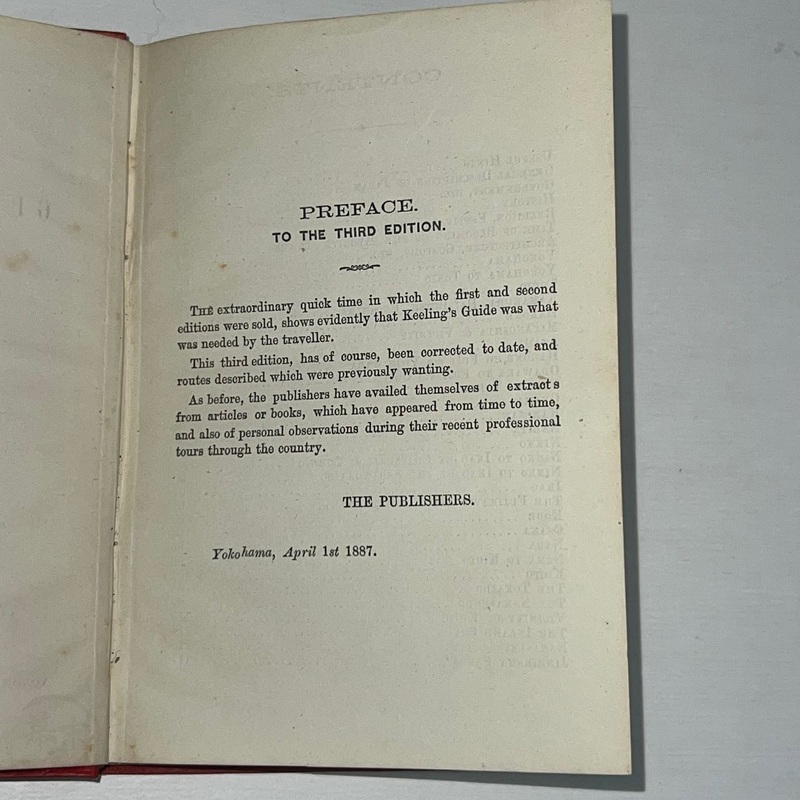 PREFACE.
TO THE THIRD EDITION.
THE extraordinary quick time in which the first and second
editions were sold, shows evidently that Keeling's Guide was what
was needed by the traveller.
This third edition, has of course, been corrected to date, and
routes described which were previously wanting.
As before, the publishers have availed themselves of extracts
from articles or books, which have appeared from time to time,
and also of personal observations during their recent professional
tours through the country.
THE PUBLISHERS.
Yokohama, April 1st 1887.